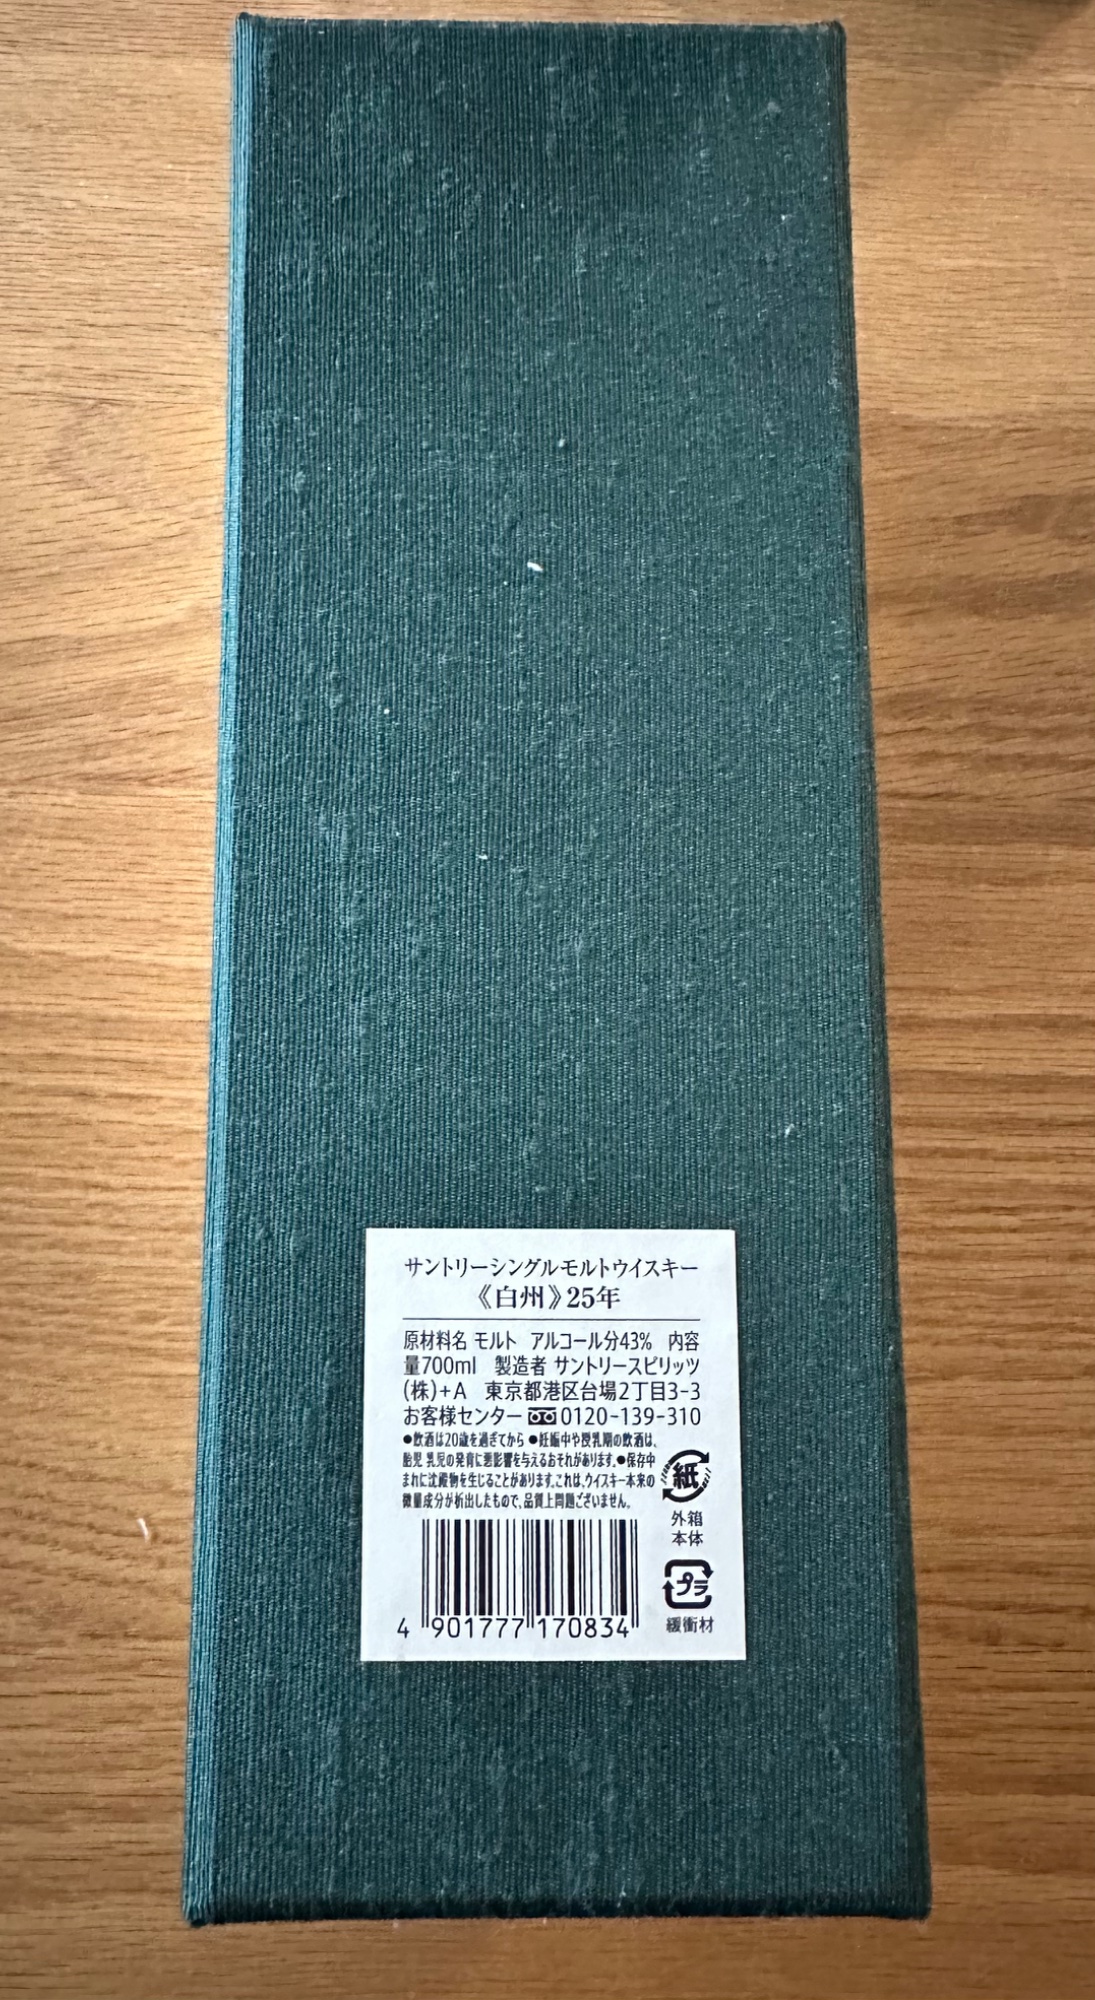 サントリーシングルモルトウイスキー
《白州》25年
原材料名 モルト アルコール分43% 内容
量700ml 製造者 サントリースピリッツ
(株)+A 東京都港区台場2丁目3-3
お客様センター 0120-139-310
●飲酒は20歳を過ぎてから ●妊娠中や授乳期の飲酒は、
胎児 乳児の発育に悪影響を与えるおそれがあります。●保存中
まれに沈殿物を生じることがあります。これは、ウイスキー本来の
微量成分が析出したもので、品質上問題ございません。
紙
外箱
本体
プラ
緩衝材
4 901777 170834